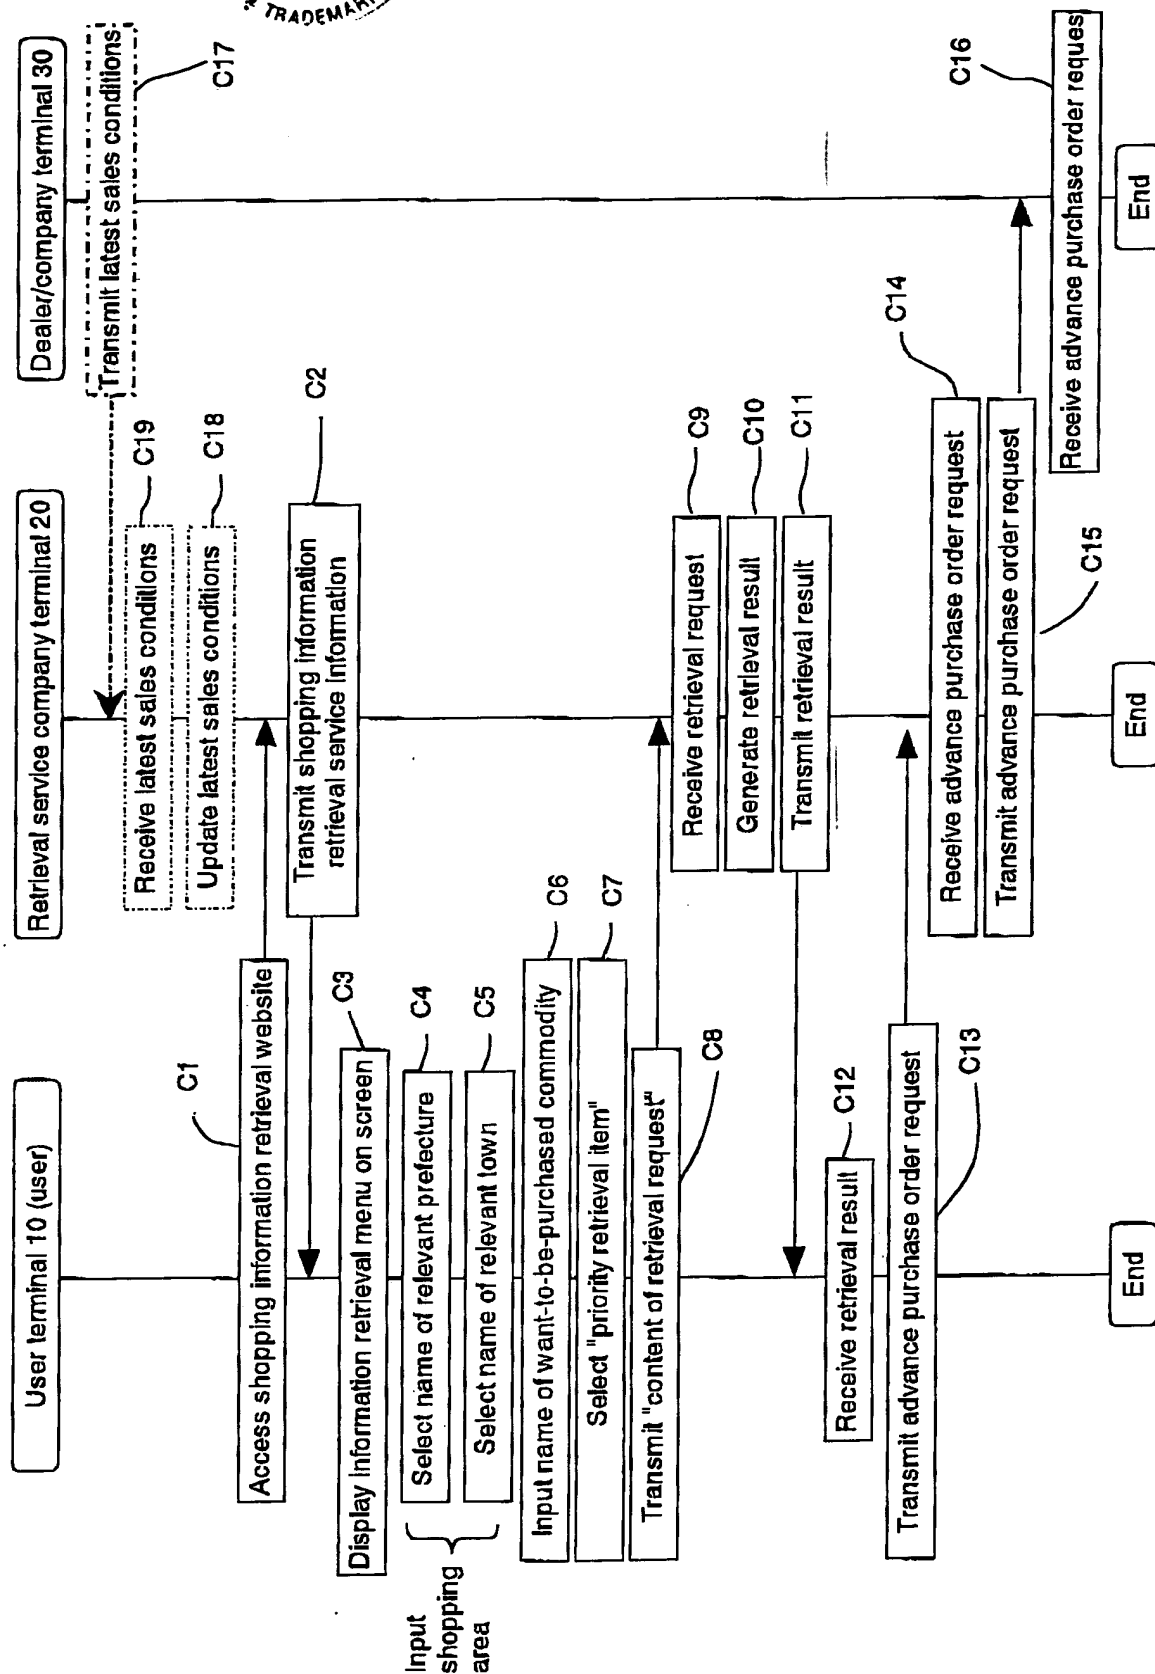 TRADEMARK
User terminal 10 (user)
Retrieval service company terminal 20
Dealer/company terminal 30
Transmit latest sales conditions
C17
Receive latest sales conditions
C19
Update latest sales conditions
C18
C1
Access shopping information retrieval website
Transmit shopping information
retrieval service information
C2
Display information retrieval menu on screen
C3
Input
shopping
area
Select name of relevant prefecture
C4
Select name of relevant town
C5
Input name of want-to-be-purchased commodity
C6
Select "priority retrieval item"
C7
Transmit "content of retrieval request"
C8
Receive retrieval request
C9
Generate retrieval result
C10
Transmit retrieval result
C11
Receive retrieval result
C12
Transmit advance purchase order request
C13
Receive advance purchase order request
C14
Transmit advance purchase order request
C15
Receive advance purchase order reques
C16
End
End
End